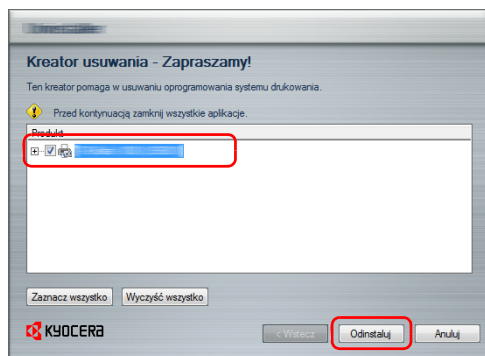 Kreator usuwania - Zapraszamy!
Ten kreator pomaga w usuwaniu oprogramowania systemu drukowania.
Przed kontynuacją zamknij wszystkie aplikacje.
Produkt
Zaznacz wszystko Wyczyść wszystko
KYOCERA < Wstecz Odinstaluj Anuluj